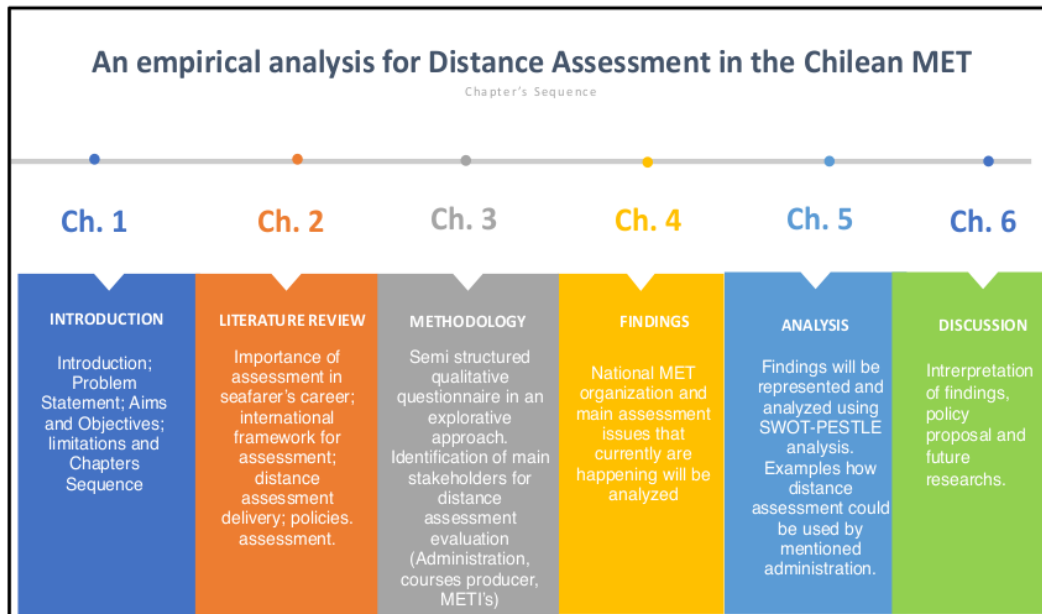 An empirical analysis for Distance Assessment in the Chilean MET
Chapter's Sequence
Ch. 1
Ch. 2
Ch. 3
Ch. 4
Ch. 5
Ch. 6
INTRODUCTION
Introduction;
Problem
Statement; Aims
and Objectives;
limitations and
Chapters
Sequence
LITERATURE REVIEW
Importance of
assessment in
seafarer's career;
international
framework for
assessment;
distance
assessment
delivery; policies.
assessment.
METHODOLOGY
Semi structured
qualitative
questionnaire in an
explorative
approach.
Identification of main
stakeholders for
distance
assessment
evaluation
(Administration,
courses producer,
METI's)
FINDINGS
National MET
organization and
main assessment
issues that
currently are
happening will be
analyzed
ANALYSIS
Findings will be
represented and
analyzed using
SWOT-PESTLE
analysis.
Examples how
distance
assessment could
be used by
mentioned
administration.
DISCUSSION
Intrerpretation
of findings,
policy
proposal and
future
researchs.